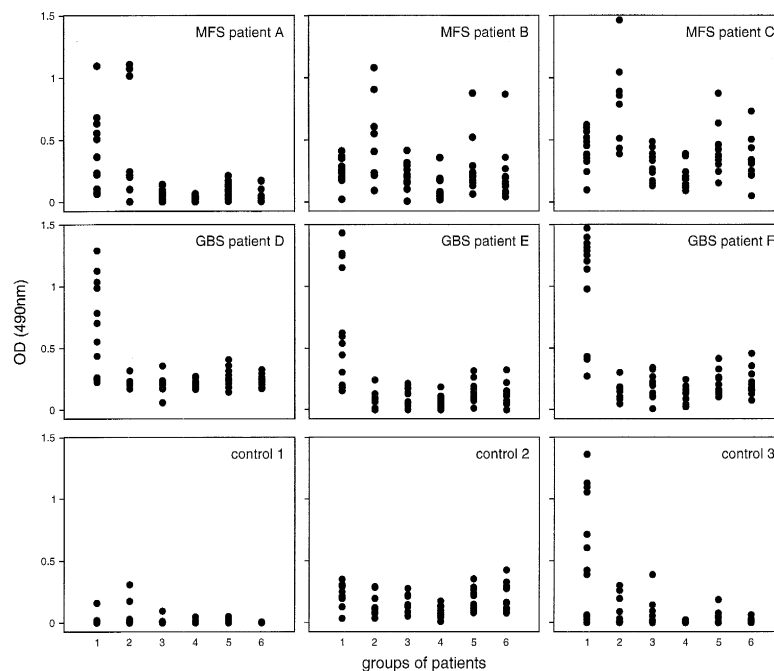 MFS patient A
MFS patient B
MFS patient C
1.5
1
0.5
0
GBS patient D
GBS patient E
GBS patient F
1.5
1
0.5
0
OD (490nm)
control 1
control 2
control 3
1.5
1
0.5
0
1 2 3 4 5 6
1 2 3 4 5 6
1 2 3 4 5 6
groups of patients